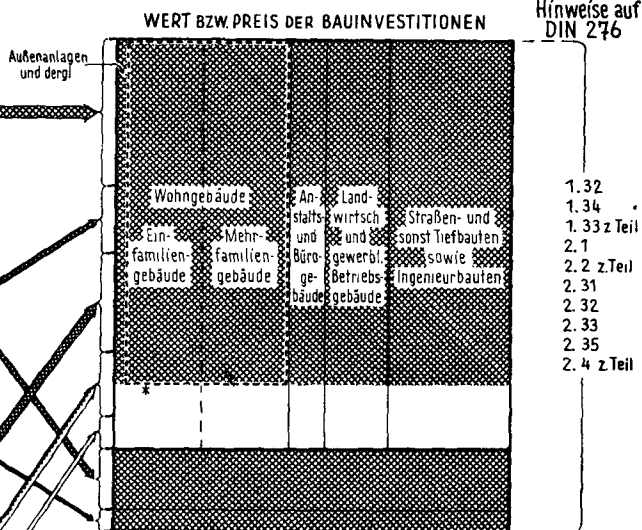 WERT BZW. PREIS DER BAUINVESTITIONEN
Hinweise auf
DIN 276
Außenanlagen
und dergl
Wohngebäude
Ein-
familien-
gebäude
Mehr-
familien-
gebäude
An-
stalts-
und
Büro-
ge-
bäude
Land-
wirtsch
und
gewerbl.
Betriebs-
gebäude
Straßen- und
sonst Tiefbauten
sowie
Ingenieurbauten
1.32
1.34
1.33 z Teil
2.1
2.2 z.Teil
2.31
2.32
2.33
2.35
2.4 z.Teil
*